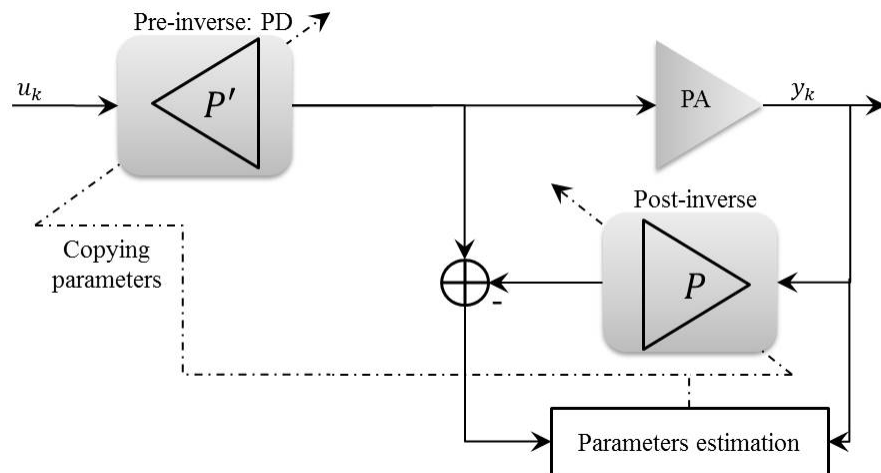 Pre-inverse: PD
u_k
P′
PA
y_k
Post-inverse
P
-
Copying
parameters
Parameters estimation